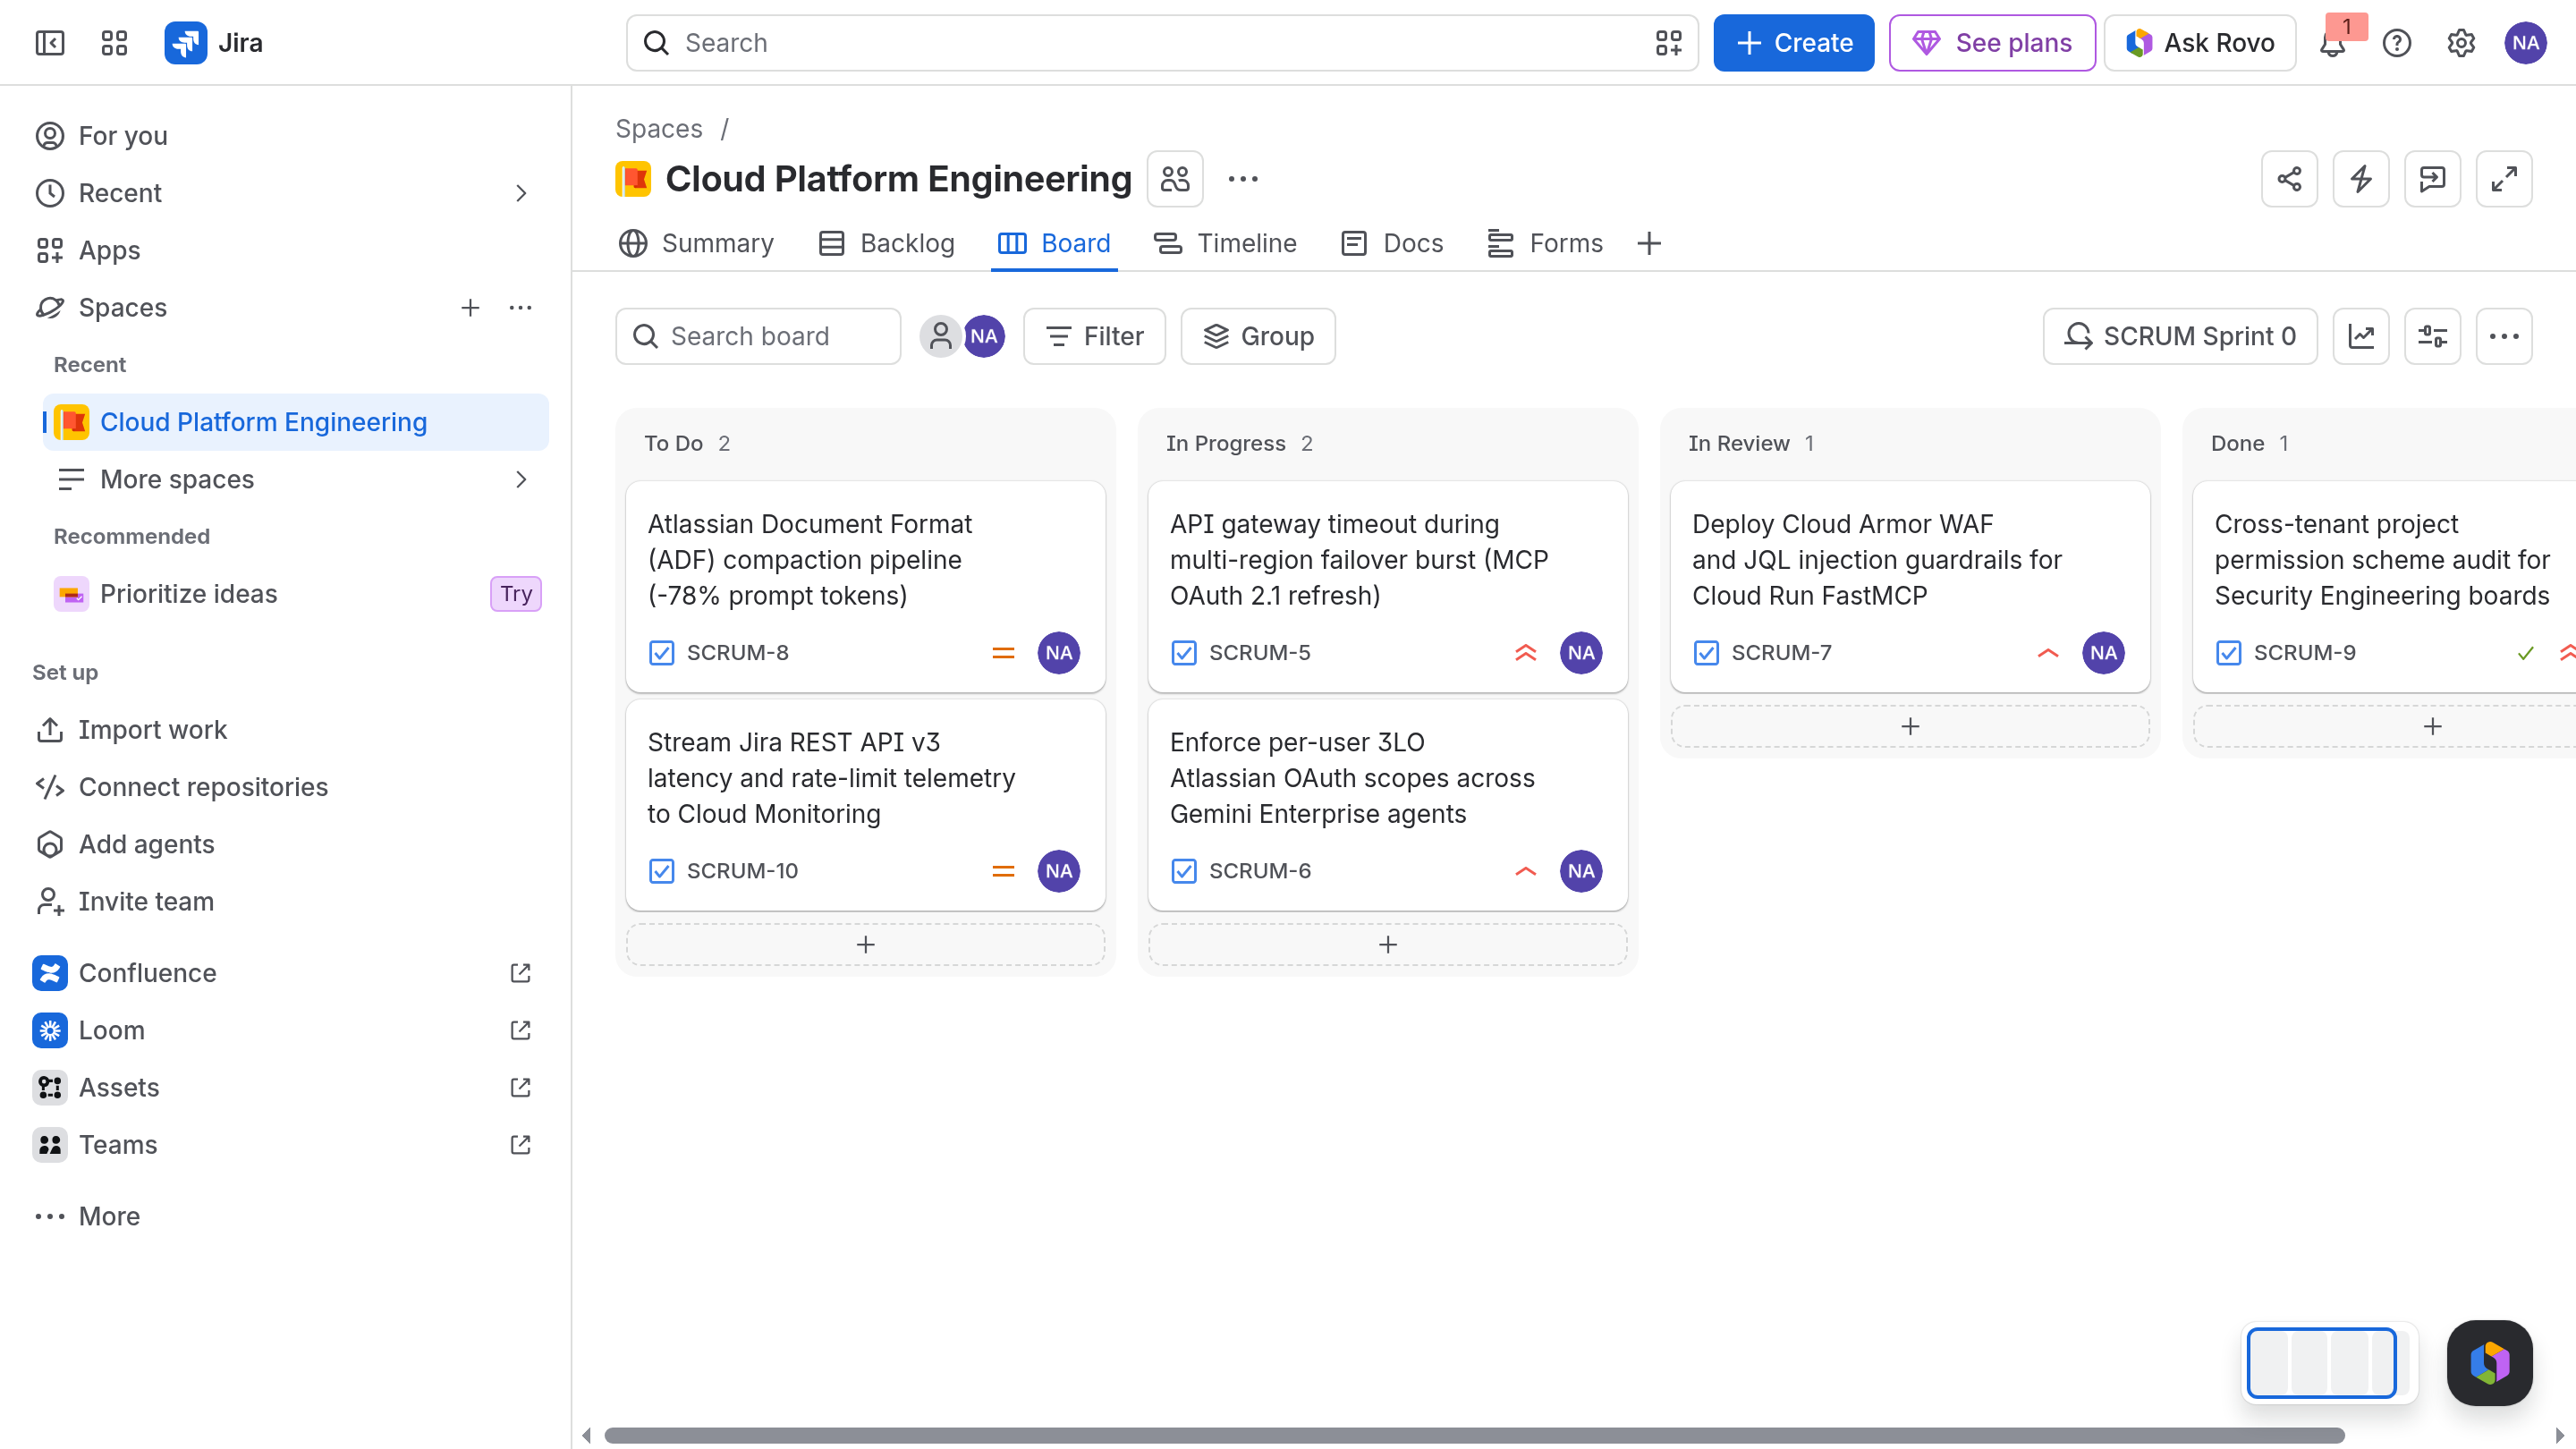 Jira
Search
Create
See plans
Ask Rovo
1
NA
For you
Recent
Apps
Spaces
Recent
Cloud Platform Engineering
More spaces
Recommended
Prioritize ideas
Try
Set up
Import work
Connect repositories
Add agents
Invite team
Confluence
Loom
Assets
Teams
More
Spaces /
Cloud Platform Engineering
Summary
Backlog
Board
Timeline
Docs
Forms
Search board
NA
Filter
Group
SCRUM Sprint 0
To Do 2
Atlassian Document Format
(ADF) compaction pipeline
(-78% prompt tokens)
SCRUM-8
NA
Stream Jira REST API v3
latency and rate-limit telemetry
to Cloud Monitoring
SCRUM-10
NA
In Progress 2
API gateway timeout during
multi-region failover burst (MCP
OAuth 2.1 refresh)
SCRUM-5
NA
Enforce per-user 3LO
Atlassian OAuth scopes across
Gemini Enterprise agents
SCRUM-6
NA
In Review 1
Deploy Cloud Armor WAF
and JQL injection guardrails for
Cloud Run FastMCP
SCRUM-7
NA
Done 1
Cross-tenant project
permission scheme audit for
Security Engineering boards
SCRUM-9